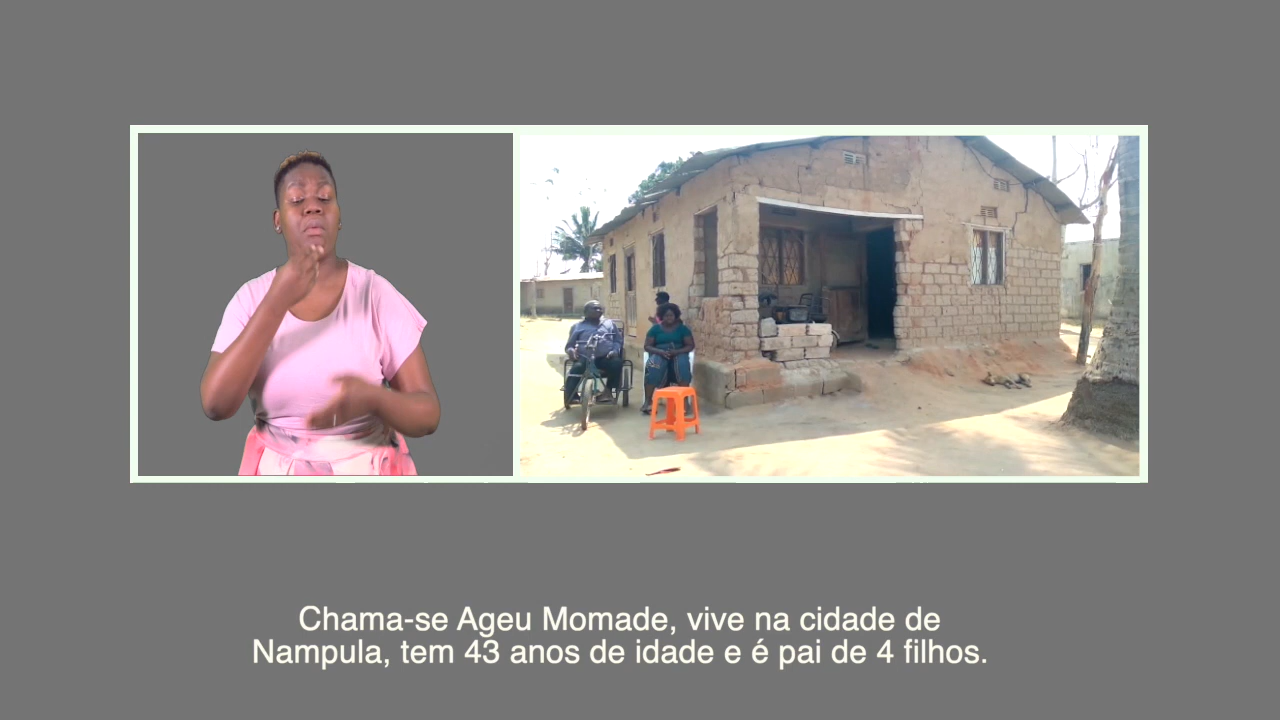 Chama-se Ageu Momade, vive na cidade de
Nampula, tem 43 anos de idade e é pai de 4 filhos.